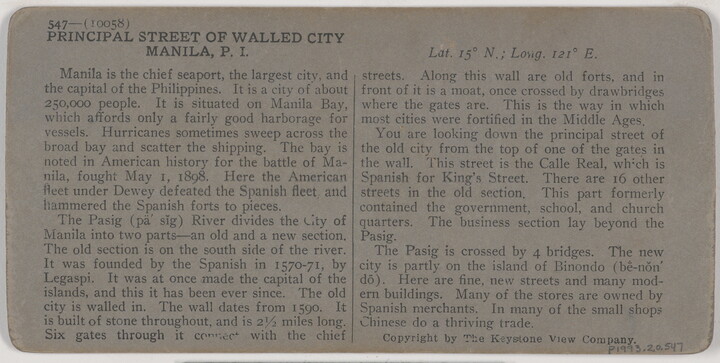 547—(10058)
PRINCIPAL STREET OF WALLED CITY
MANILA, P. I.
Lat. 15° N.; Long. 121° E.
Manila is the chief seaport, the largest city, and
the capital of the Philippines. It is a city of about
250,000 people. It is situated on Manila Bay,
which affords only a fairly good harborage for
vessels. Hurricanes sometimes sweep across the
broad bay and scatter the shipping. The bay is
noted in American history for the battle of Ma-
nila, fought May 1, 1898. Here the American
fleet under Dewey defeated the Spanish fleet and
hammered the Spanish forts to pieces.
The Pasig (pä´ sĭg) River divides the City of
Manila into two parts—an old and a new section.
The old section is on the south side of the river.
It was founded by the Spanish in 1570-71, by
Legaspi. It was at once made the capital of the
islands, and this it has been ever since. The old
city is walled in. The wall dates from 1590. It
is built of stone throughout, and is 2½ miles long.
Six gates through it connect with the chief
streets. Along this wall are old forts, and in
front of it is a moat, once crossed by drawbridges
where the gates are. This is the way in which
most cities were fortified in the Middle Ages.
You are looking down the principal street of
the old city from the top of one of the gates in
the wall. This street is the Calle Real, which is
Spanish for King's Street. There are 16 other
streets in the old section. This part formerly
contained the government, school, and church
quarters. The business section lay beyond the
Pasig.
The Pasig is crossed by 4 bridges. The new
city is partly on the island of Binondo (bē-nōn´
dō). Here are fine, new streets and many mod-
ern buildings. Many of the stores are owned by
Spanish merchants. In many of the small shops
Chinese do a thriving trade.
Copyright by The Keystone View Company.
P1993.20547